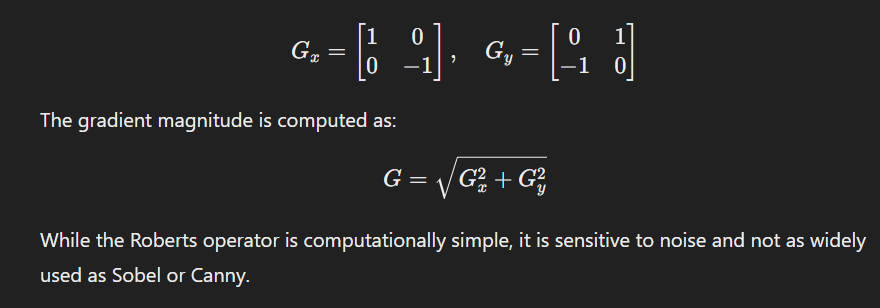 G_x = [1 0; 0 −1], G_y = [0 1; −1 0]
The gradient magnitude is computed as:
G = √(G_x² + G_y²)
While the Roberts operator is computationally simple, it is sensitive to noise and not as widely
used as Sobel or Canny.